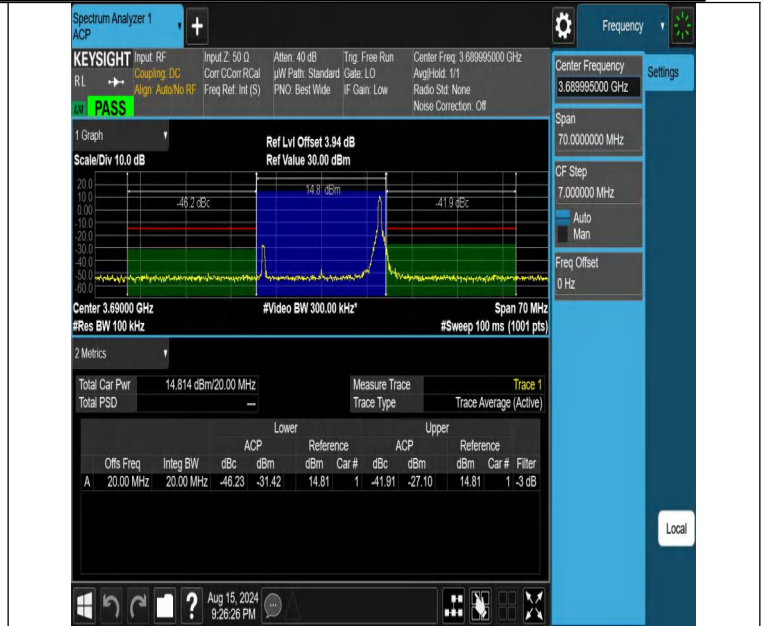 Spectrum Analyzer 1
ACP
+
Frequency
KEYSIGHT Input: RF Input Z: 50 Ω Atten: 40 dB Trig: Free Run Center Freq: 3.689995000 GHz
RL Coupling: DC Corr CCorr RCal µW Path: Standard Gate: LO Avg|Hold: 1/1
Align: Auto/No RF Freq Ref: Int (S) PNO: Best Wide IF Gain: Low Radio Std: None
LXI PASS Noise Correction: Off
Center Frequency
3.689995000 GHz
Settings
Span
70.0000000 MHz
CF Step
7.000000 MHz
Auto
Man
Freq Offset
0 Hz
1 Graph
Ref Lvl Offset 3.94 dB
Scale/Div 10.0 dB Ref Value 30.00 dBm
20.0
10.0
0.00
-10.0
-20.0
-30.0
-40.0
-50.0
-60.0
-46.2 dBc
14.8 dBm
-41.9 dBc
Center 3.69000 GHz #Video BW 300.00 kHz* Span 70 MHz
#Res BW 100 kHz #Sweep 100 ms (1001 pts)
2 Metrics
Total Car Pwr 14.814 dBm/20.00 MHz Measure Trace Trace 1
Total PSD --- Trace Type Trace Average (Active)
Lower Upper
ACP Reference ACP Reference
Offs Freq Integ BW dBc dBm dBm Car # dBc dBm dBm Car # Filter
A 20.00 MHz 20.00 MHz -46.23 -31.42 14.81 1 -41.91 -27.10 14.81 1 -3 dB
Local
? Aug 15, 2024
9:26:26 PM